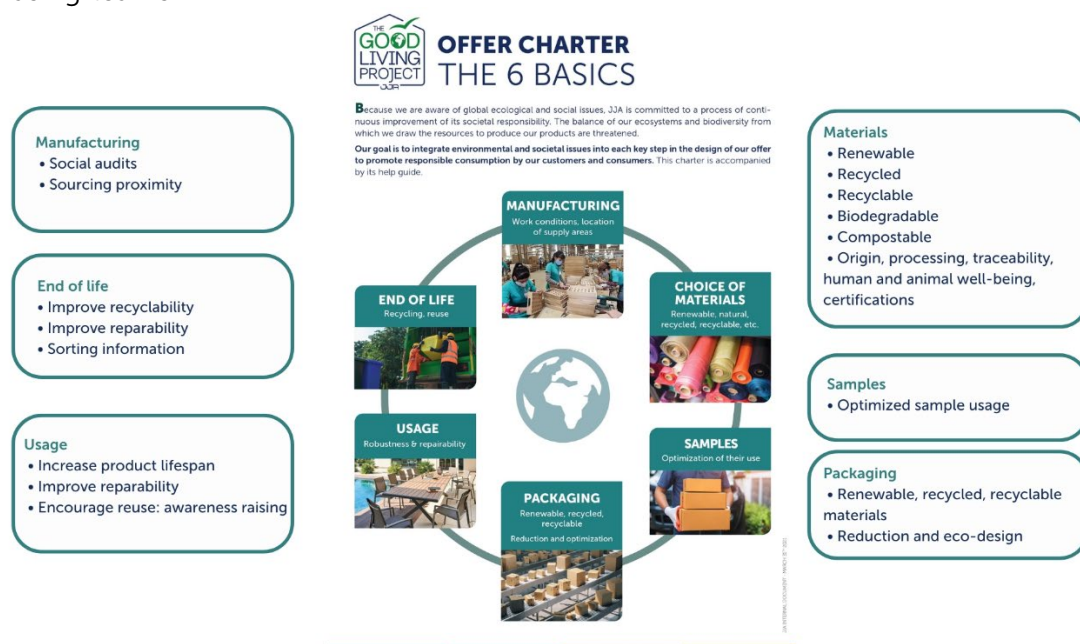 THE
GOOD
LIVING
PROJECT
JJA
OFFER CHARTER
THE 6 BASICS
Because we are aware of global ecological and social issues, JJA is committed to a process of conti-
nuous improvement of its societal responsibility. The balance of our ecosystems and biodiversity from
which we draw the resources to produce our products are threatened.
Our goal is to integrate environmental and societal issues into each key step in the design of our offer
to promote responsible consumption by our customers and consumers. This charter is accompanied
by its help guide.
Manufacturing
• Social audits
• Sourcing proximity
End of life
• Improve recyclability
• Improve reparability
• Sorting information
Usage
• Increase product lifespan
• Improve reparability
• Encourage reuse: awareness raising
MANUFACTURING
Work conditions, location
of supply areas
CHOICE OF
MATERIALS
Renewable, natural,
recycled, recyclable, etc.
SAMPLES
Optimization of their use
PACKAGING
Renewable, recycled,
recyclable
Reduction and optimization
USAGE
Robustness & repairability
END OF LIFE
Recycling, reuse
Materials
• Renewable
• Recycled
• Recyclable
• Biodegradable
• Compostable
• Origin, processing, traceability,
human and animal well-being,
certifications
Samples
• Optimized sample usage
Packaging
• Renewable, recycled, recyclable
materials
• Reduction and eco-design